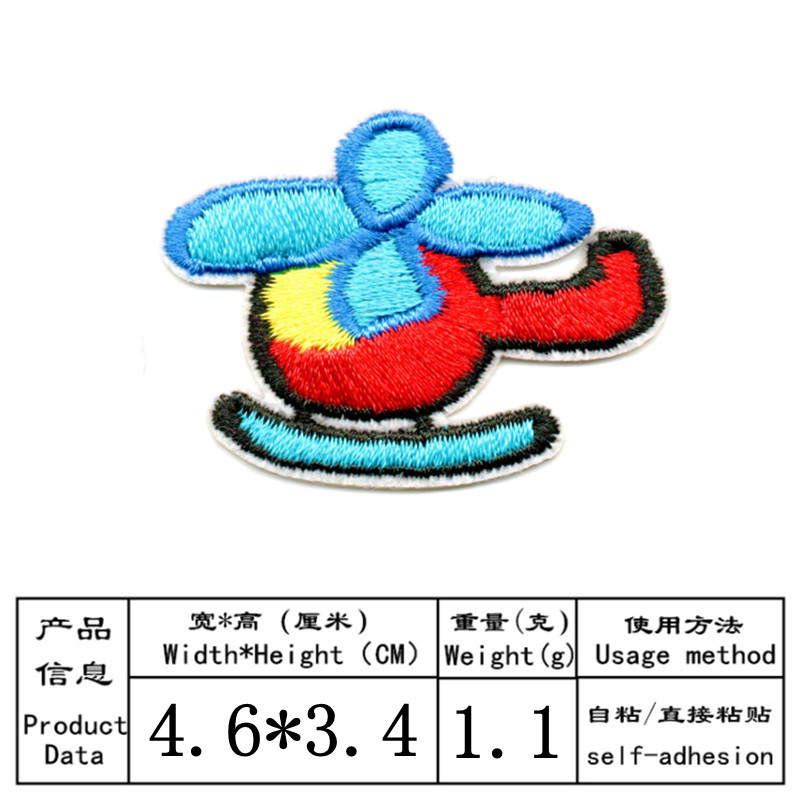 产品
信息
Product
Data
宽*高 (厘米)
Width*Height (CM)
重量(克)
Weight(g)
使用方法
Usage method
4.6*3.4
1.1
自粘/直接粘贴
self-adhesion